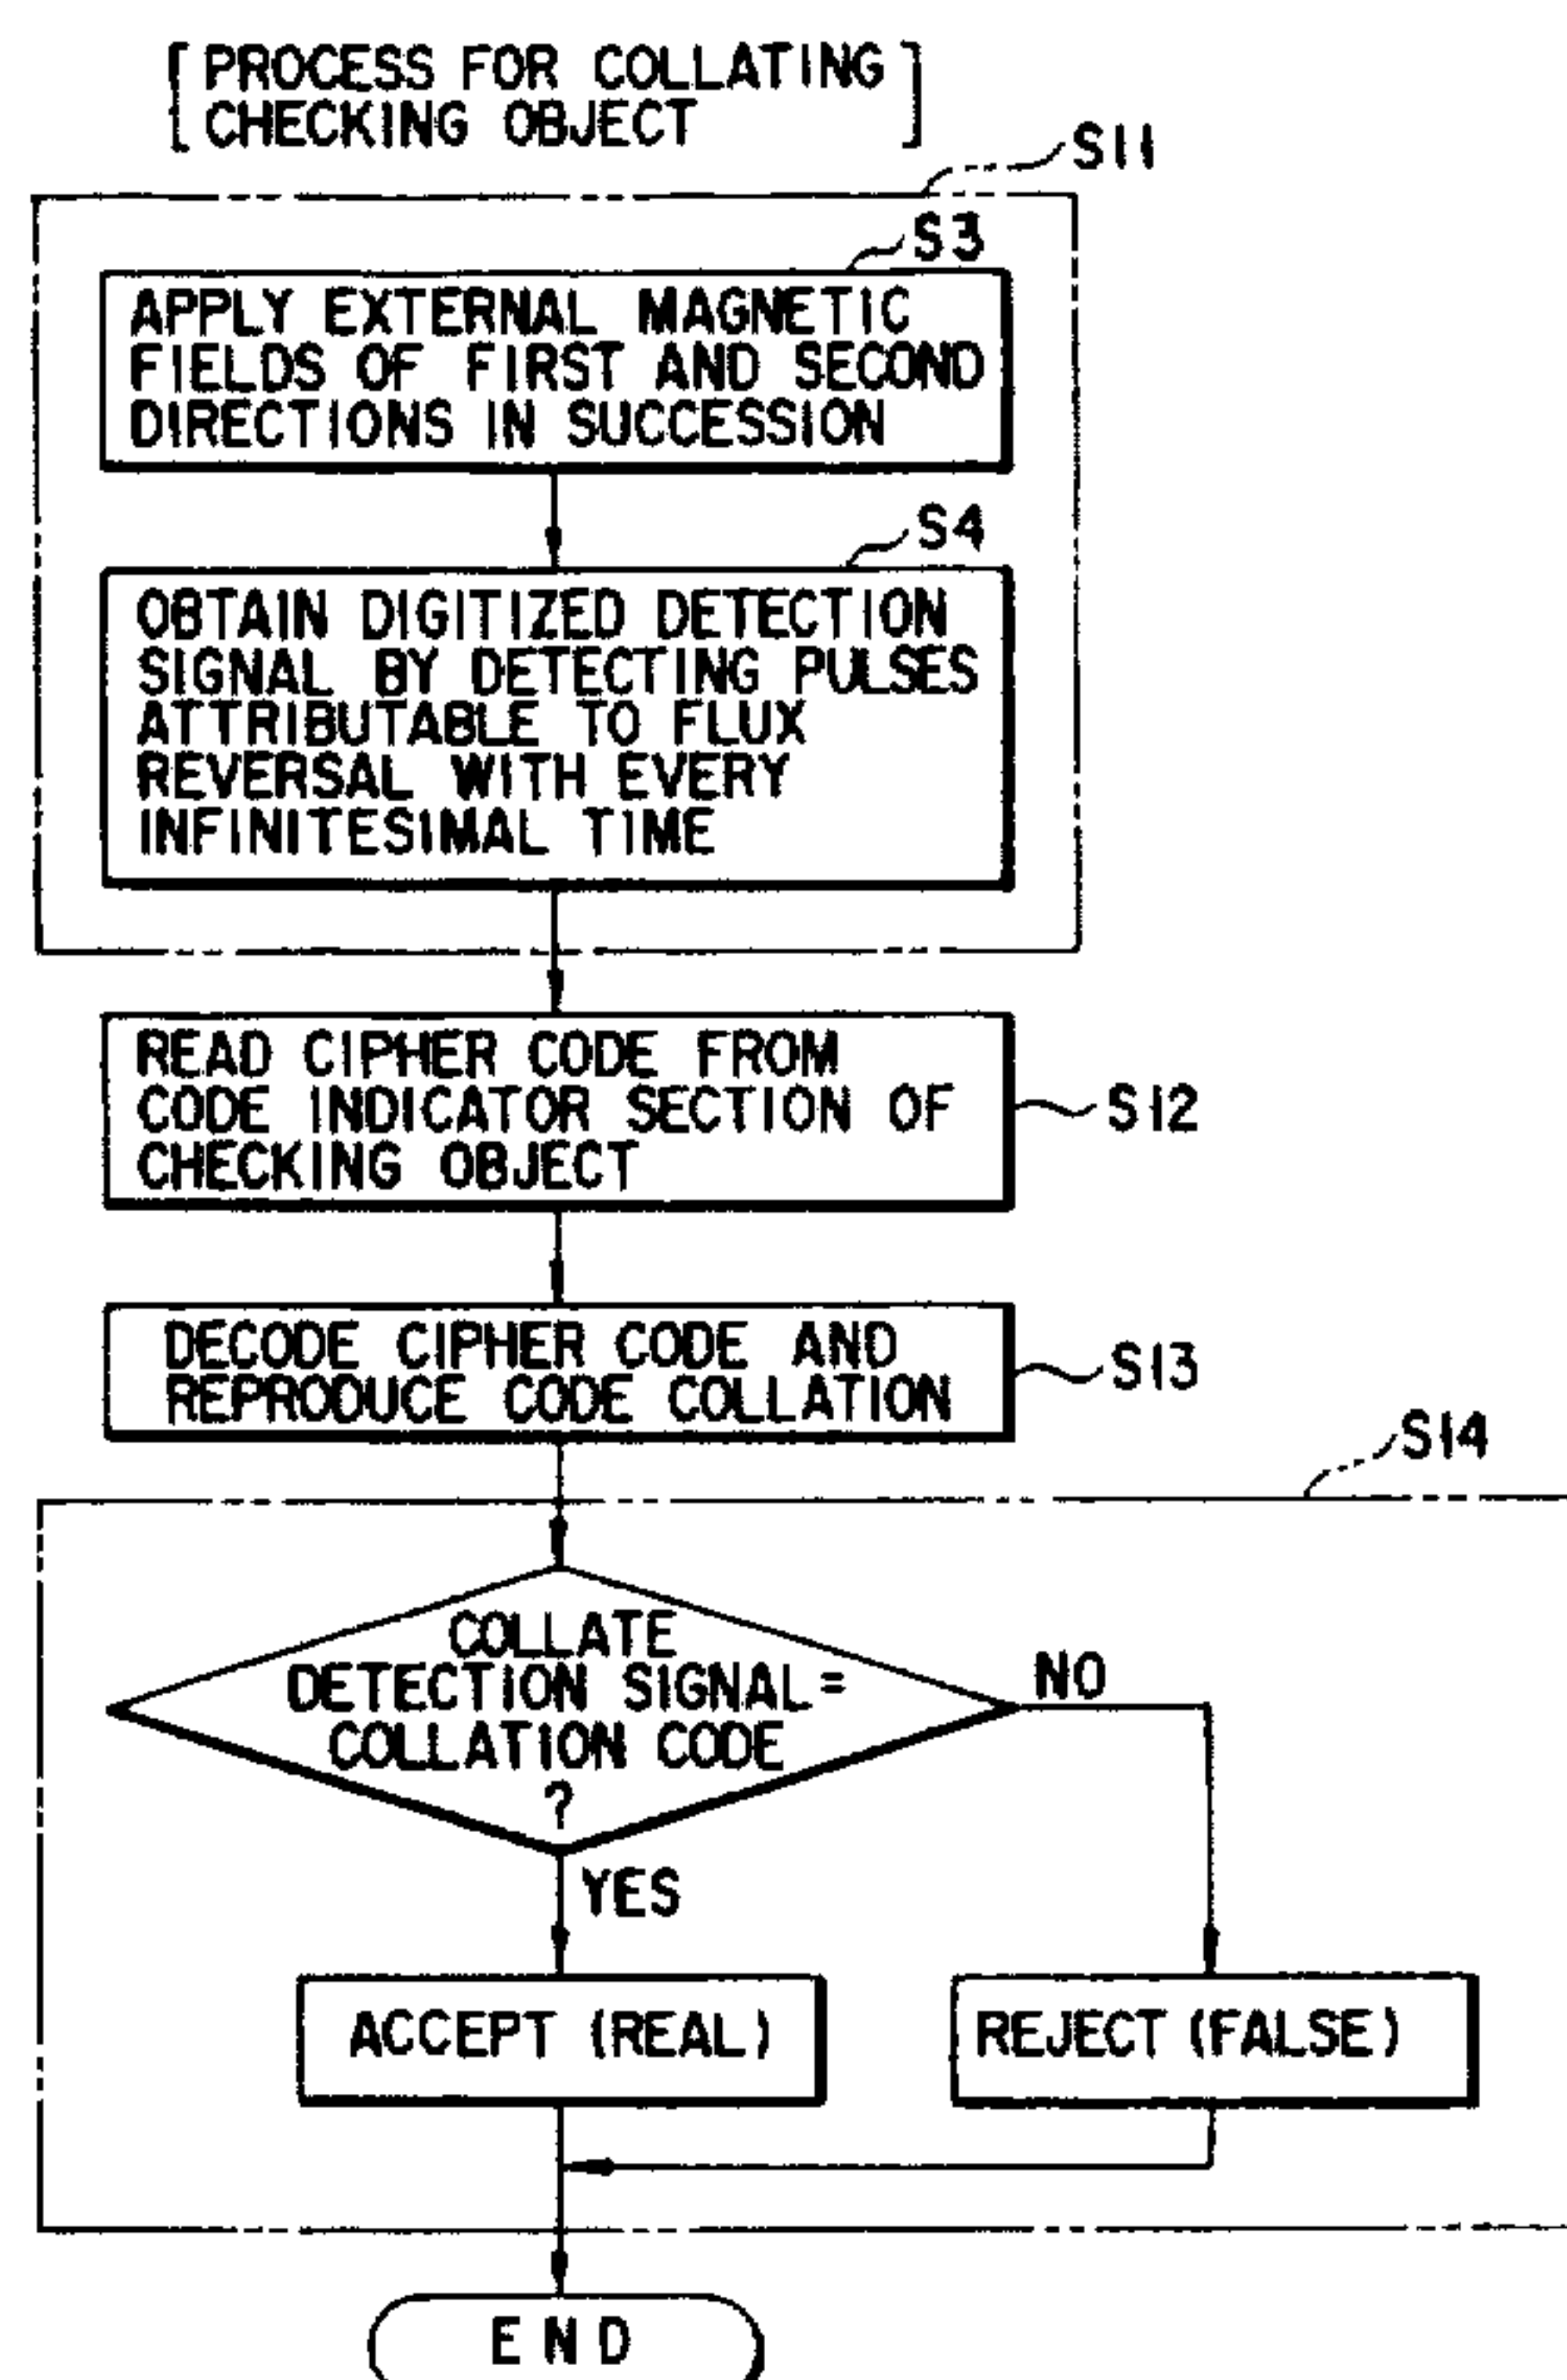 [PROCESS FOR COLLATING
CHECKING OBJECT]
S11
S3
APPLY EXTERNAL MAGNETIC
FIELDS OF FIRST AND SECOND
DIRECTIONS IN SUCCESSION
S4
OBTAIN DIGITIZED DETECTION
SIGNAL BY DETECTING PULSES
ATTRIBUTABLE TO FLUX
REVERSAL WITH EVERY
INFINITESIMAL TIME
READ CIPHER CODE FROM
CODE INDICATOR SECTION OF
CHECKING OBJECT
S12
DECODE CIPHER CODE AND
REPRODUCE CODE COLLATION
S13
S14
COLLATE
DETECTION SIGNAL=
COLLATION CODE
?
NO
YES
ACCEPT (REAL)
REJECT (FALSE)
END